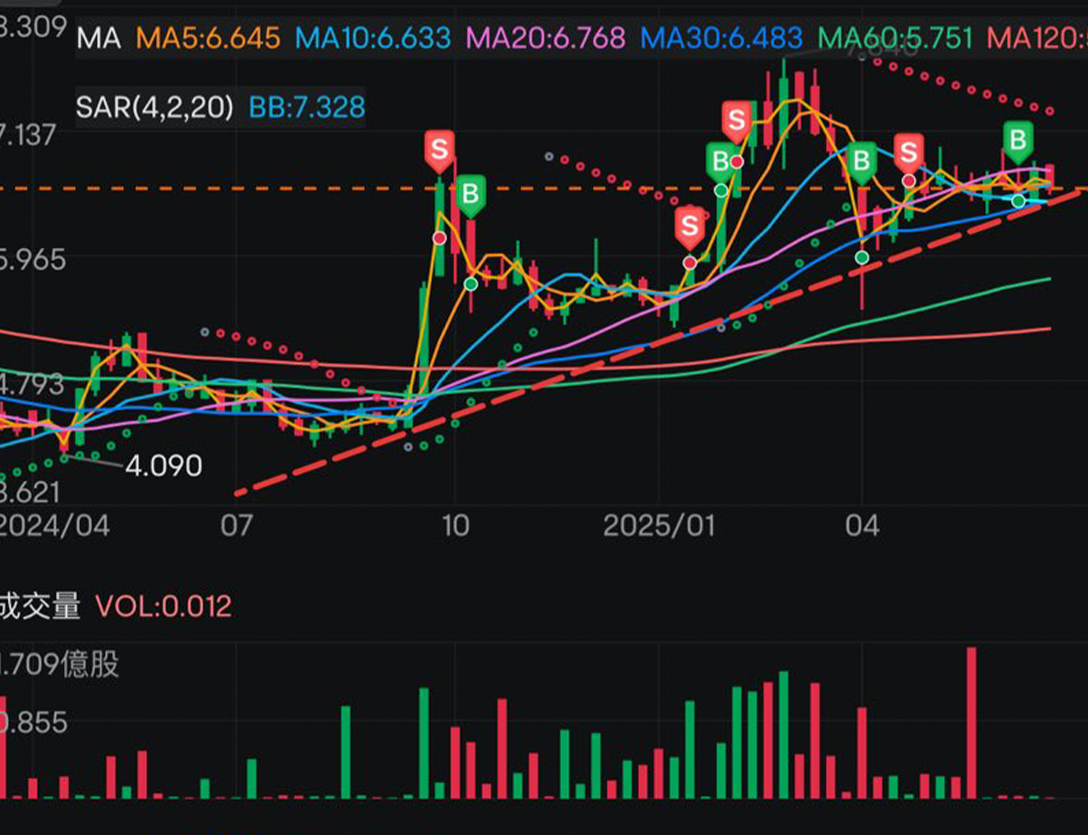 8.309
MA MA5:6.645 MA10:6.633 MA20:6.768 MA30:6.483 MA60:5.751 MA120:
SAR(4,2,20) BB:7.328
7.137
S
B
S
B
S
B
S
B
5.965
4.793
4.090
3.621
2024/04 07 10 2025/01 04
成交量 VOL:0.012
1.709億股
0.855